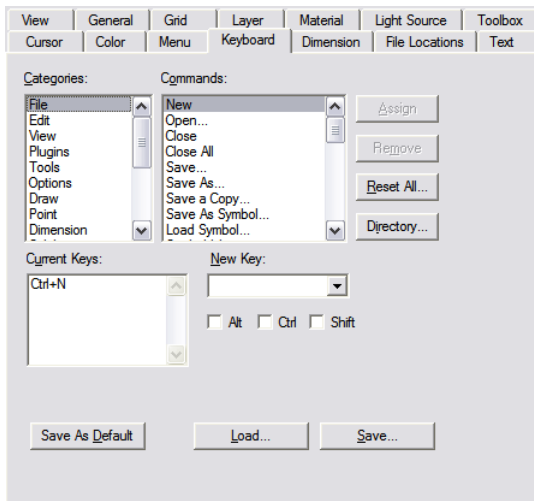 View General Grid Layer Material Light Source Toolbox
Cursor Color Menu Keyboard Dimension File Locations Text
Categories: Commands:
File New Assign
Edit Open...
View Close
Plugins Close All Remove
Tools Save...
Options Save As... Reset All...
Draw Save a Copy...
Point Save As Symbol...
Dimension Load Symbol... Directory...
Current Keys: New Key:
Ctrl+N
Alt Ctrl Shift
Save As Default Load... Save...